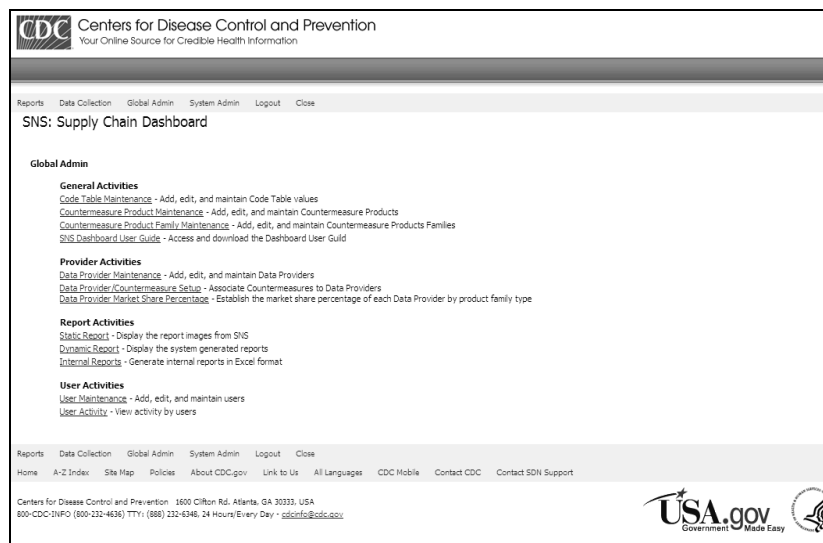 CDC Centers for Disease Control and Prevention
Your Online Source for Credible Health Information
Reports Data Collection Global Admin System Admin Logout Close
SNS: Supply Chain Dashboard
Global Admin
General Activities
Code Table Maintenance - Add, edit, and maintain Code Table values
Countermeasure Product Maintenance - Add, edit, and maintain Countermeasure Products
Countermeasure Product Family Maintenance - Add, edit, and maintain Countermeasure Products Families
SNS Dashboard User Guide - Access and download the Dashboard User Guild
Provider Activities
Data Provider Maintenance - Add, edit, and maintain Data Providers
Data Provider/Countermeasure Setup - Associate Countermeasures to Data Providers
Data Provider Market Share Percentage - Establish the market share percentage of each Data Provider by product family type
Report Activities
Static Report - Display the report images from SNS
Dynamic Report - Display the system generated reports
Internal Reports - Generate internal reports in Excel format
User Activities
User Maintenance - Add, edit, and maintain users
User Activity - View activity by users
Reports Data Collection Global Admin System Admin Logout Close
Home A-Z Index Site Map Policies About CDC.gov Link to Us All Languages CDC Mobile Contact CDC Contact SDN Support
Centers for Disease Control and Prevention 1600 Clifton Rd. Atlanta, GA 30333, USA
800-CDC-INFO (800-232-4636) TTY: (888) 232-6348, 24 Hours/Every Day - cdcinfo@cdc.gov
USA.gov
Government Made Easy